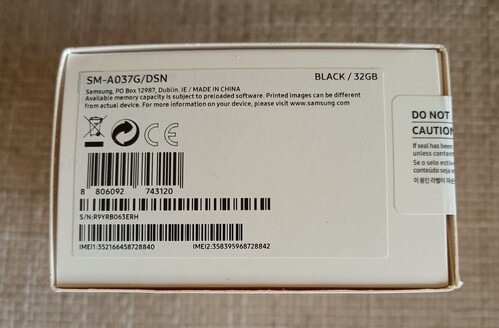 SM-A037G/DSN BLACK / 32GB
Samsung, PO Box 12987, Dublin. IE / MADE IN CHINA
Available memory capacity is subject to preloaded software. Printed images can be different
from actual device. For more information on your device, please visit www.samsung.com
CE
8 806092 743120
S/N:R9YRB063ERH
IMEI1:352166458728840 IMEI2:358395968728842
DO NOT
CAUTION
If seal has been
unless content
Se o selo estive
conteúdo seja